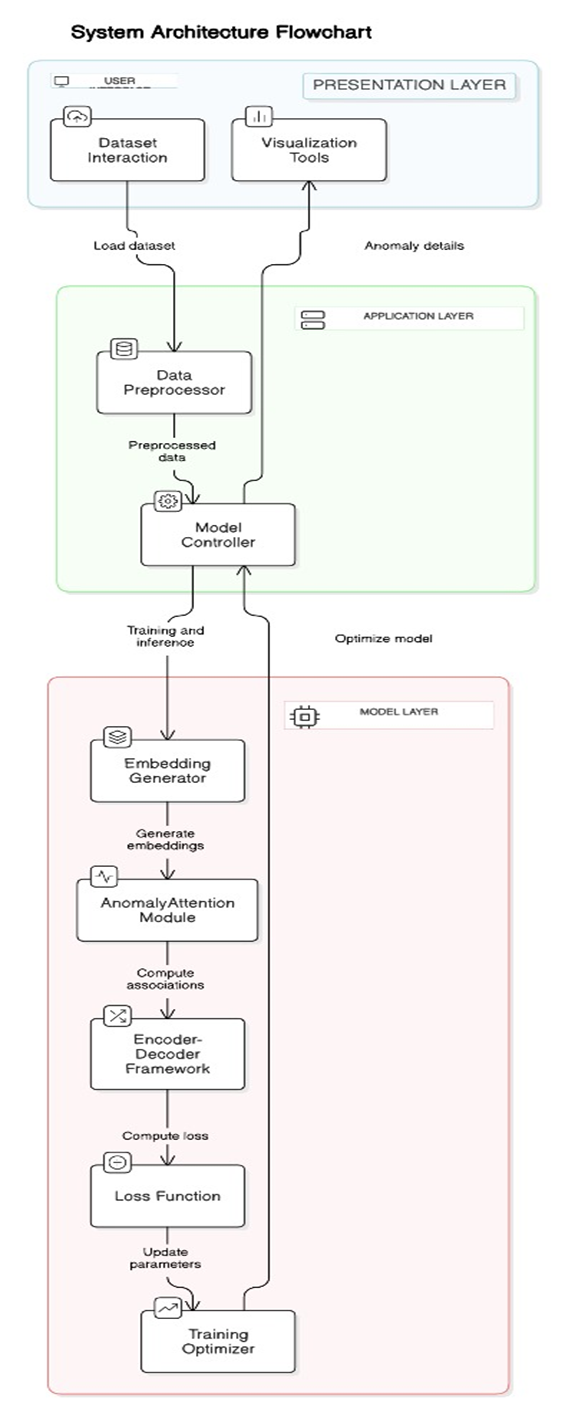 System Architecture Flowchart
USER
PRESENTATION LAYER
Dataset
Interaction
Visualization
Tools
Load dataset
Anomaly details
APPLICATION LAYER
Data
Preprocessor
Preprocessed
data
Model
Controller
Training and
inference
Optimize model
MODEL LAYER
Embedding
Generator
Generate
embeddings
AnomalyAttention
Module
Compute
associations
Encoder-
Decoder
Framework
Compute loss
Loss Function
Update
parameters
Training
Optimizer